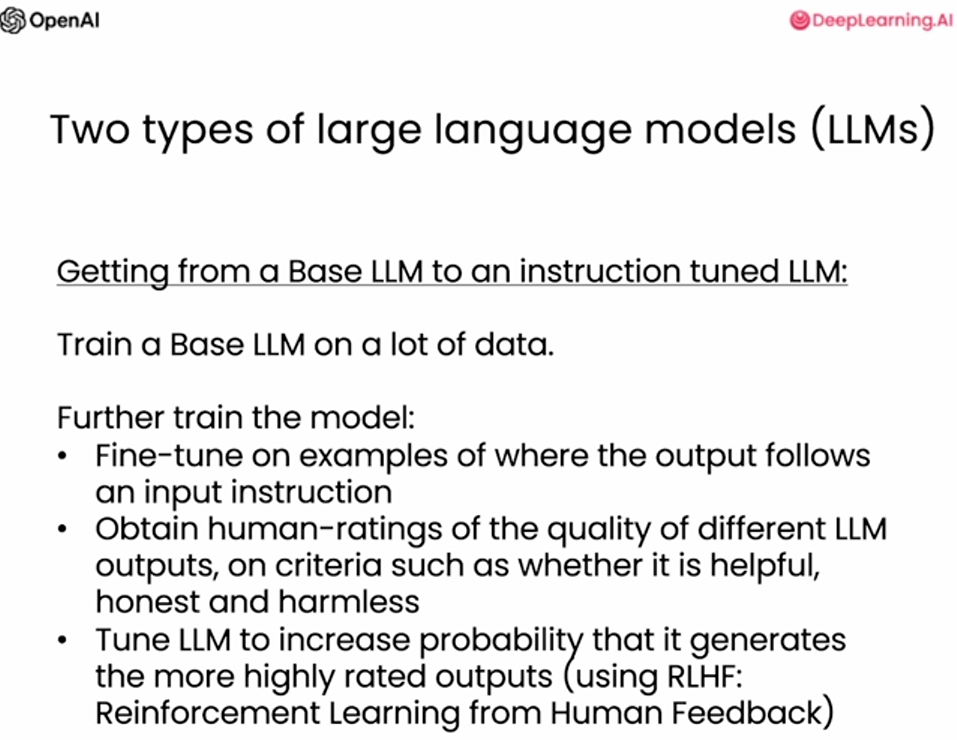 OpenAI
DeepLearning.AI
Two types of large language models (LLMs)
Getting from a Base LLM to an instruction tuned LLM:
Train a Base LLM on a lot of data.
Further train the model:
• Fine-tune on examples of where the output follows
an input instruction
• Obtain human-ratings of the quality of different LLM
outputs, on criteria such as whether it is helpful,
honest and harmless
• Tune LLM to increase probability that it generates
the more highly rated outputs (using RLHF:
Reinforcement Learning from Human Feedback)